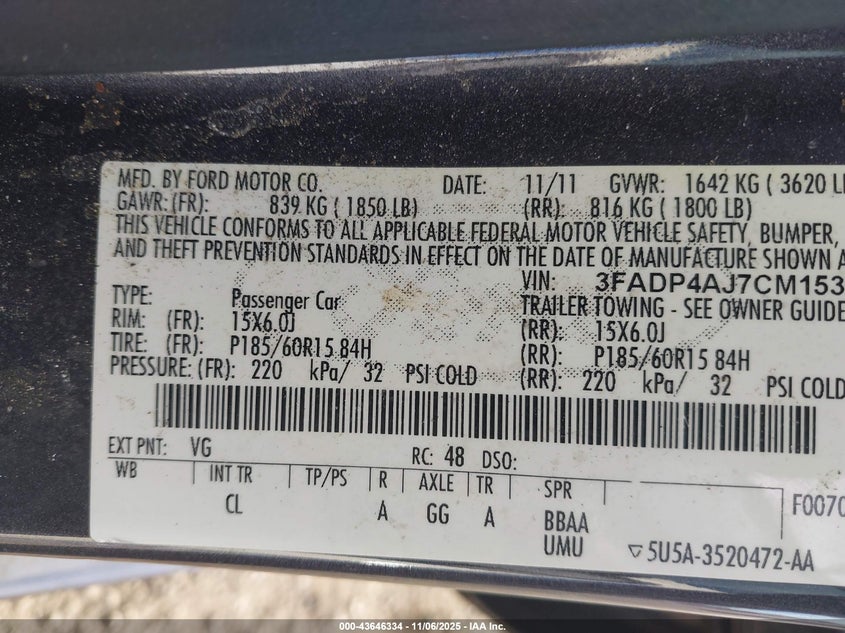 MFD. BY FORD MOTOR CO. DATE: 11/11 GVWR: 1642 KG ( 3620 L
GAWR: (FR): 839 KG ( 1850 LB) (RR): 816 KG ( 1800 LB)
THIS VEHICLE CONFORMS TO ALL APPLICABLE FEDERAL MOTOR VEHICLE SAFETY, BUMPER,
AND THEFT PREVENTION STANDARDS IN EFFECT ON THE DATE OF MANUFACTURE SHOWN A
VIN: 3FADP4AJ7CM153
TYPE: Passenger Car TRAILER TOWING - SEE OWNER GUIDE
RIM: (FR): 15X6.0J (RR): 15X6.0J
TIRE: (FR): P185/60R15 84H (RR): P185/60R15 84H
PRESSURE: (FR): 220 kPa/ 32 PSI COLD (RR): 220 kPa/ 32 PSI COLD
EXT PNT: VG RC: 48 DSO:
WB INT TR TP/PS R AXLE TR SPR
CL A GG A BBAA F0070
UMU ▽5U5A-3520472-AA
000-43646334 - 11/06/2025 - IAA Inc.